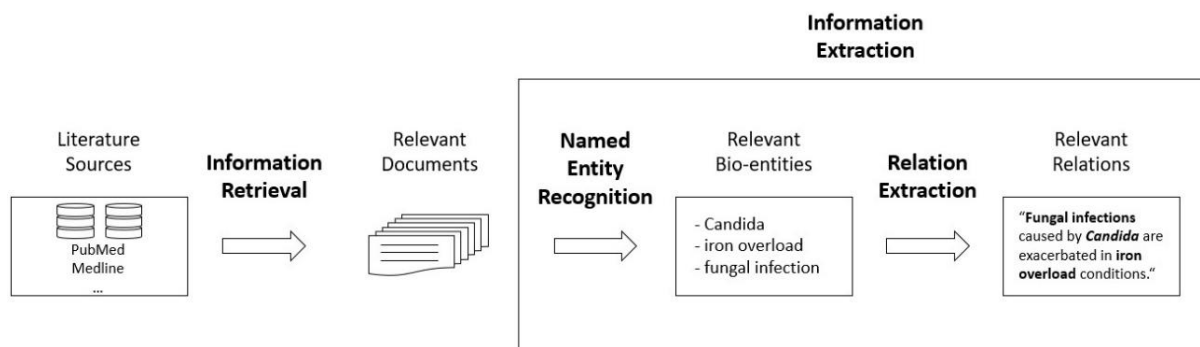 Information
Extraction
Literature
Sources
PubMed
Medline
...
Information
Retrieval
Relevant
Documents
Named
Entity
Recognition
Relevant
Bio-entities
- Candida
- iron overload
- fungal infection
Relation
Extraction
Relevant
Relations
“Fungal infections
caused by Candida are
exacerbated in iron
overload conditions.“